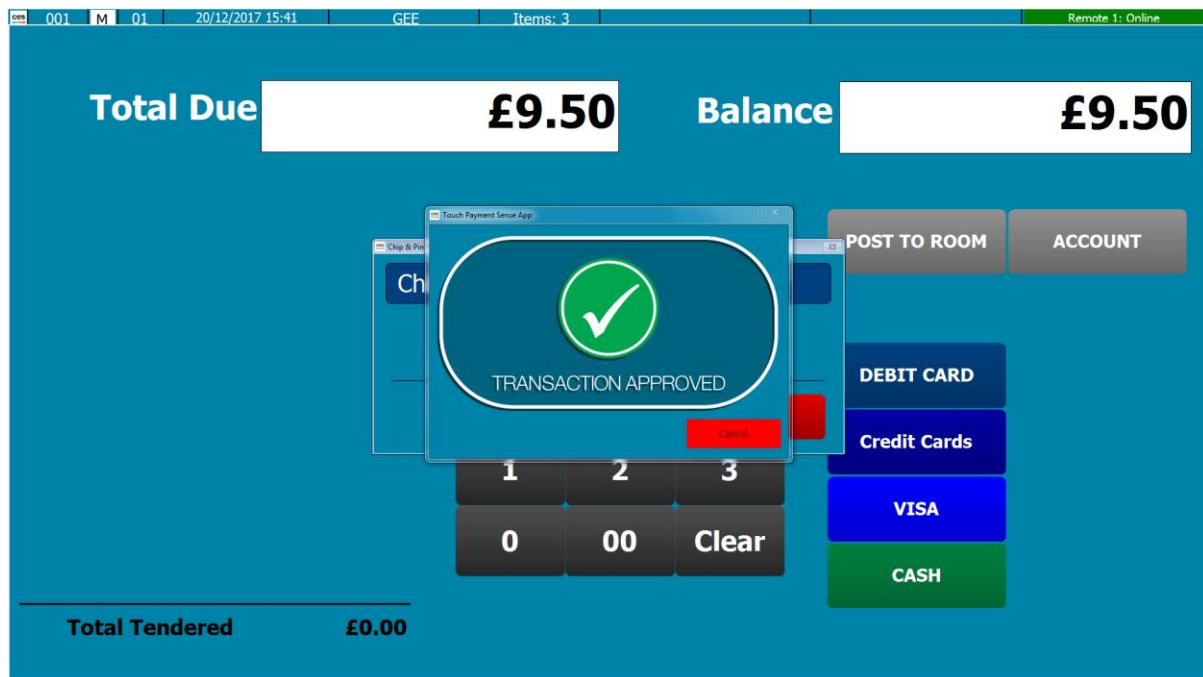 ces 001 M 01 20/12/2017 15:41 GEE Items: 3 Remote 1: Online
Total Due £9.50 Balance £9.50
Touch Payment Sense App
Chip & Pin
POST TO ROOM ACCOUNT
Ch
TRANSACTION APPROVED
DEBIT CARD
Cancel
Credit Cards
1 2 3
VISA
0 00 Clear
CASH
Total Tendered £0.00